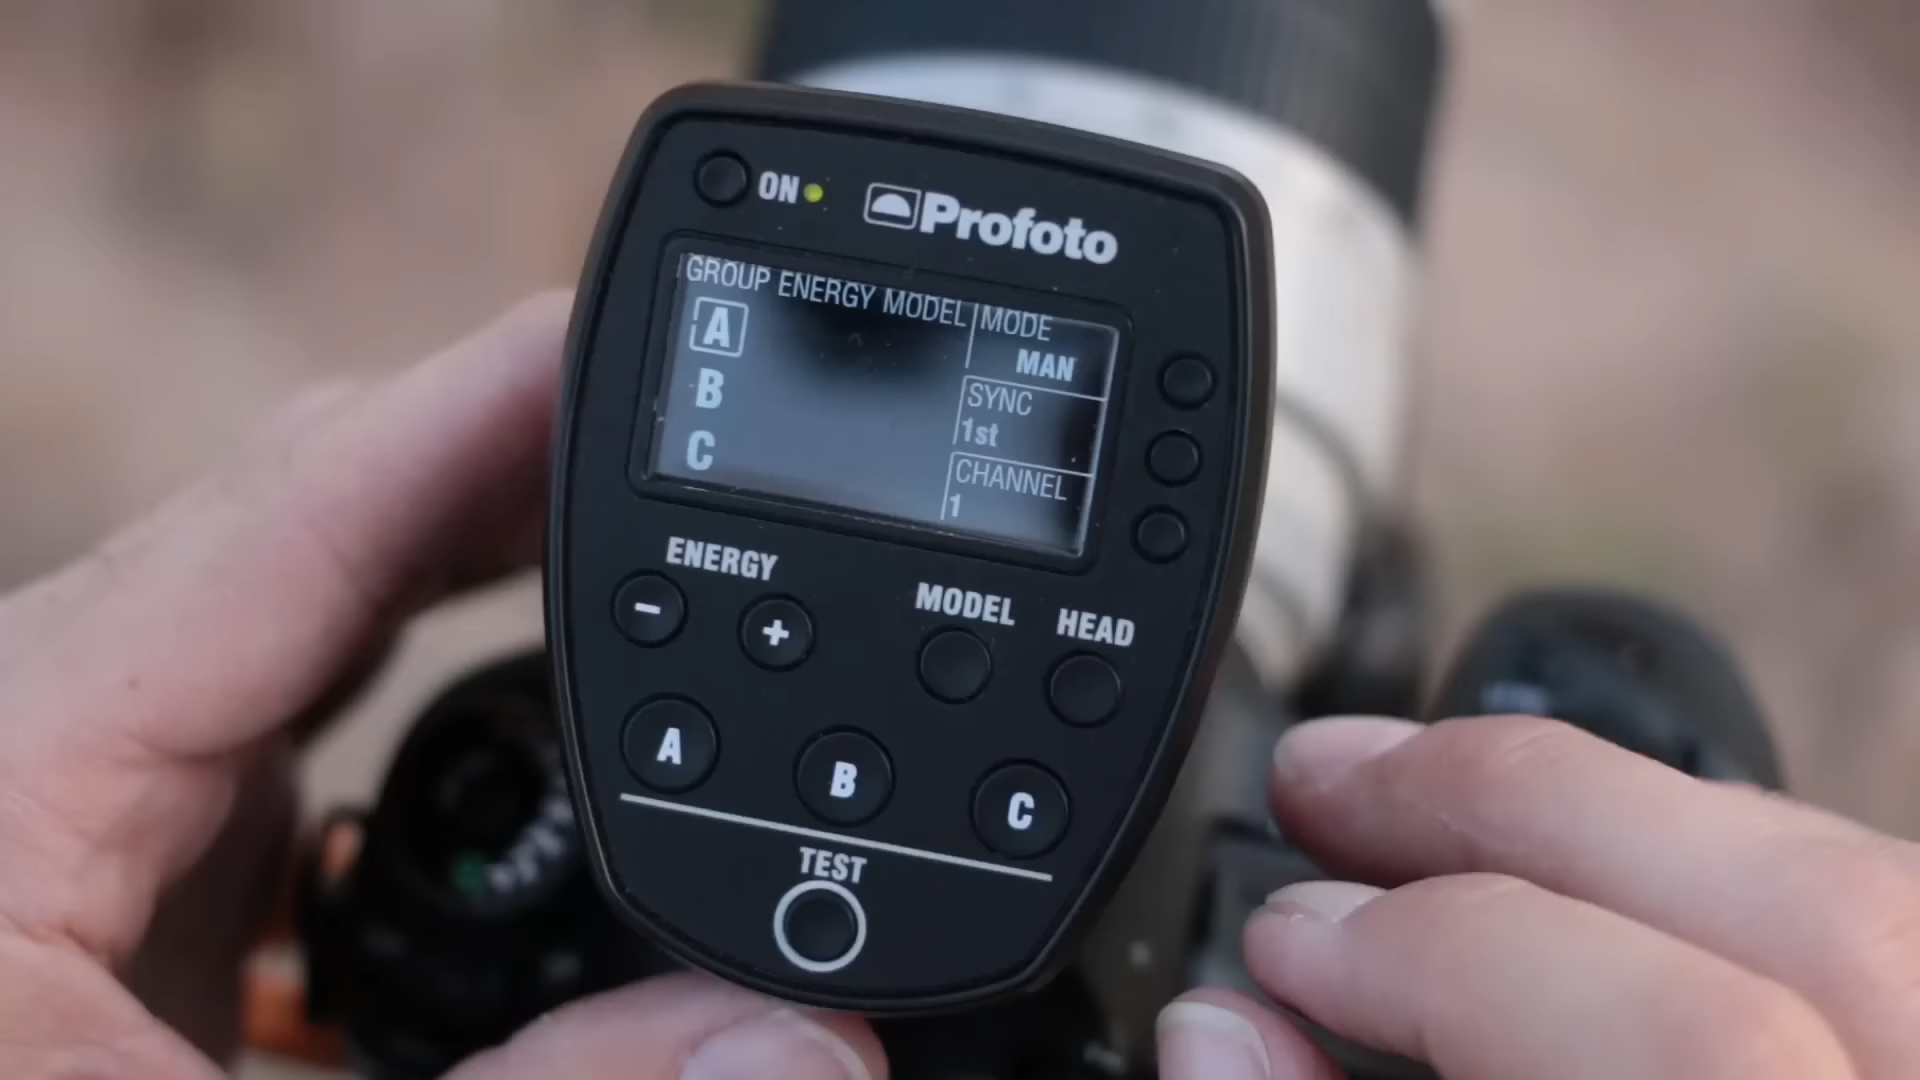 ON
Profoto
GROUP ENERGY MODEL
MODE
A
MAN
B
SYNC
1st
C
CHANNEL
1
ENERGY
MODEL
HEAD
−
+
A
B
C
TEST